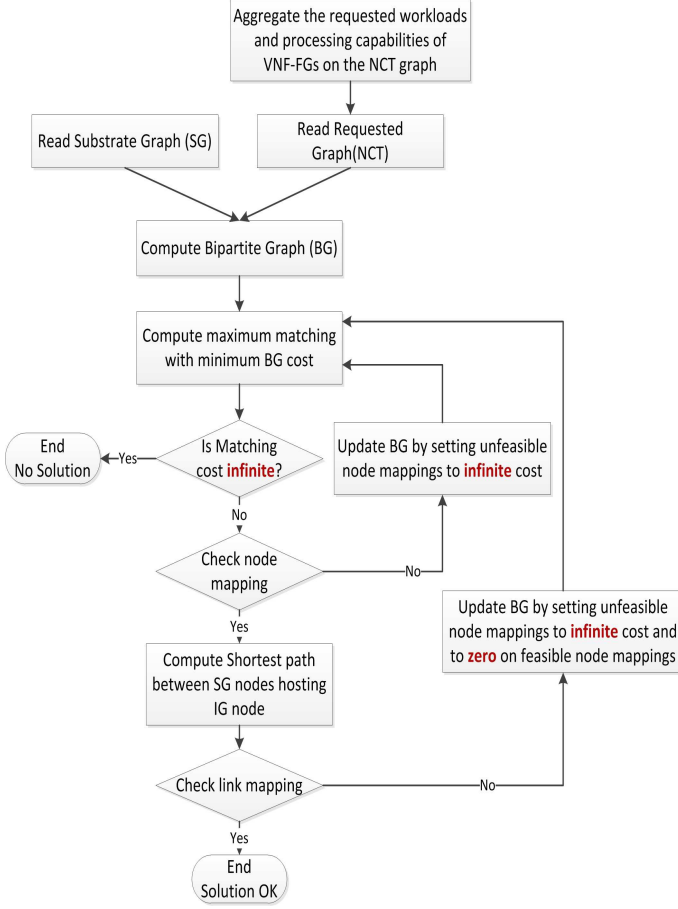 Aggregate the requested workloads
and processing capabilities of
VNF-FGs on the NCT graph
Read Substrate Graph (SG)
Read Requested
Graph(NCT)
Compute Bipartite Graph (BG)
Compute maximum matching
with minimum BG cost
End
No Solution
Yes
Is Matching
cost infinite?
Update BG by setting unfeasible
node mappings to infinite cost
No
Check node
mapping
No
Yes
Update BG by setting unfeasible
node mappings to infinite cost and
to zero on feasible node mappings
Compute Shortest path
between SG nodes hosting
IG node
Check link mapping
No
Yes
End
Solution OK